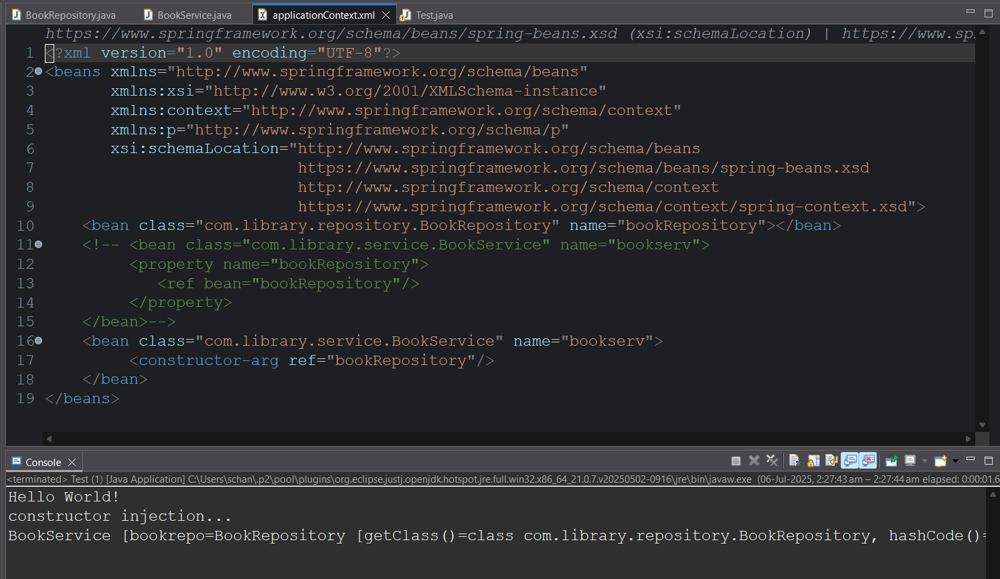 BookRepository.java BookService.java applicationContext.xml Test.java
https://www.springframework.org/schema/beans/spring-beans.xsd (xsi:schemaLocation) | https://www.sp
1 <?xml version="1.0" encoding="UTF-8"?>
2 <beans xmlns="http://www.springframework.org/schema/beans"
3 xmlns:xsi="http://www.w3.org/2001/XMLSchema-instance"
4 xmlns:context="http://www.springframework.org/schema/context"
5 xmlns:p="http://www.springframework.org/schema/p"
6 xsi:schemaLocation="http://www.springframework.org/schema/beans
7 https://www.springframework.org/schema/beans/spring-beans.xsd
8 http://www.springframework.org/schema/context
9 https://www.springframework.org/schema/context/spring-context.xsd">
10 <bean class="com.library.repository.BookRepository" name="bookRepository"></bean>
11 <!-- <bean class="com.library.service.BookService" name="bookserv">
12 <property name="bookRepository">
13 <ref bean="bookRepository"/>
14 </property>
15 </bean>-->
16 <bean class="com.library.service.BookService" name="bookserv">
17 <constructor-arg ref="bookRepository"/>
18 </bean>
19 </beans>
Console
<terminated> Test (1) [Java Application] C:\Users\schan\.p2\pool\plugins\org.eclipse.justj.openjdk.hotspot.jre.full.win32.x86_64_21.0.7.v20250502-0916\jre\bin\javaw.exe (06-Jul-2025, 2:27:43 am – 2:27:44 am elapsed: 0:00:01.6
Hello World!
constructor injection...
BookService [bookrepo=BookRepository [getClass()=class com.library.repository.BookRepository, hashCode()=